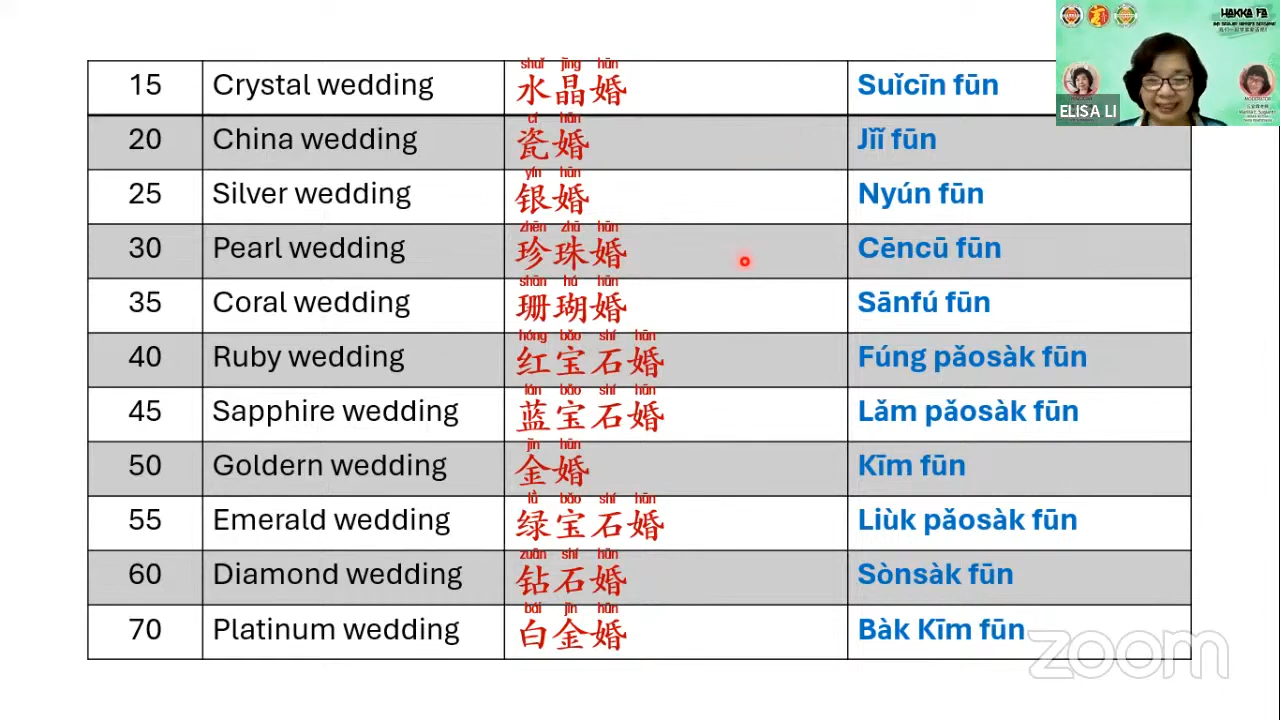 HAKKA FA
15 Crystal wedding shuǐ jīng hūn 水晶婚 Suǐcīn fūn
ELISA LI
MODERATOR
20 China wedding cí hūn 瓷婚 Jĭĭ fūn
25 Silver wedding yín hūn 银婚 Nyún fūn
30 Pearl wedding zhēn zhū hūn 珍珠婚 Cēncū fūn
35 Coral wedding shān hú hūn 珊瑚婚 Sānfú fūn
40 Ruby wedding hóng bǎo shí hūn 红宝石婚 Fúng pǎosàk fūn
45 Sapphire wedding lán bǎo shí hūn 蓝宝石婚 Lǎm pǎosàk fūn
50 Goldern wedding jīn hūn 金婚 Kīm fūn
55 Emerald wedding lǜ bǎo shí hūn 绿宝石婚 Liùk pǎosàk fūn
60 Diamond wedding zuān shí hūn 钻石婚 Sònsàk fūn
70 Platinum wedding bái jīn hūn 白金婚 Bàk Kīm fūn
zoom